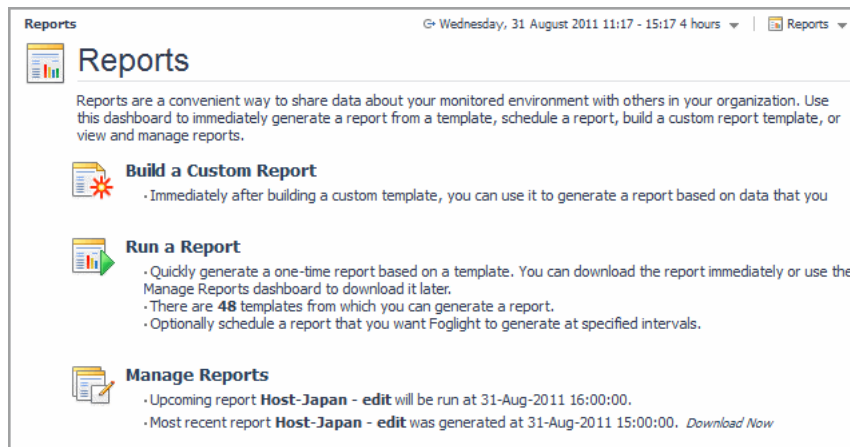 Reports
Wednesday, 31 August 2011 11:17 - 15:17 4 hours
Reports
Reports
Reports are a convenient way to share data about your monitored environment with others in your organization. Use
this dashboard to immediately generate a report from a template, schedule a report, build a custom report template, or
view and manage reports.
Build a Custom Report
·Immediately after building a custom template, you can use it to generate a report based on data that you
Run a Report
·Quickly generate a one-time report based on a template. You can download the report immediately or use the
Manage Reports dashboard to download it later.
·There are 48 templates from which you can generate a report.
·Optionally schedule a report that you want Foglight to generate at specified intervals.
Manage Reports
·Upcoming report Host-Japan - edit will be run at 31-Aug-2011 16:00:00.
·Most recent report Host-Japan - edit was generated at 31-Aug-2011 15:00:00. Download Now